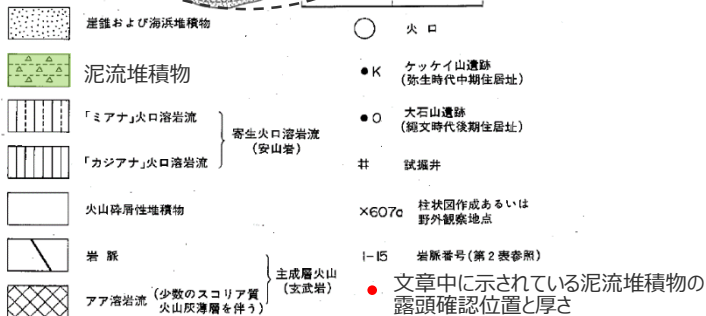 崖錐および海浜堆積物
泥流堆積物
「ミアナ」火口溶岩流
「カジアナ」火口溶岩流
寄生火口溶岩流
(安山岩)
火山砕屑性堆積物
岩脈
アア溶岩流 (少数のスコリア質
火山灰薄層を伴う)
主成層火山
(玄武岩)
火口
●K ケッケイ山遺跡
(弥生時代中期住居址)
●O 大石山遺跡
(縄文時代後期住居址)
# 試掘井
×607a 柱状図作成あるいは
野外観察地点
I-15 岩脈番号(第2表参照)
● 文章中に示されている泥流堆積物の
露頭確認位置と厚さ